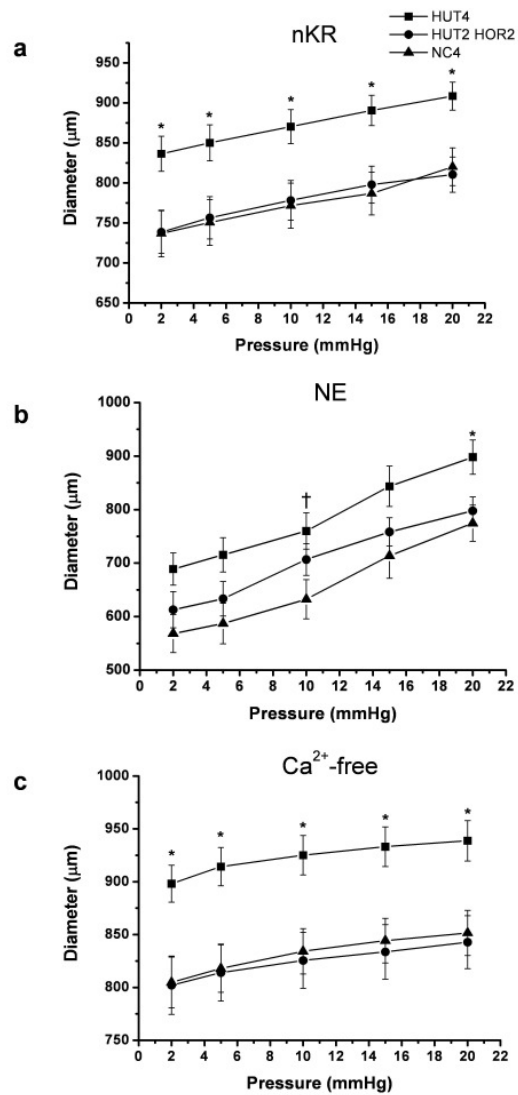 HUT4
HUT2 HOR2
NC4
a
nKR
* * * * *
950
900
850
800
750
700
650
Diameter (μm)
0 2 4 6 8 10 12 14 16 18 20 22
Pressure (mmHg)
b
NE
† *
1000
900
800
700
600
500
Diameter (μm)
0 2 4 6 8 10 12 14 16 18 20 22
Pressure (mmHg)
c
Ca²⁺-free
* * * * *
1000
950
900
850
800
750
Diameter (μm)
0 2 4 6 8 10 12 14 16 18 20 22
Pressure (mmHg)